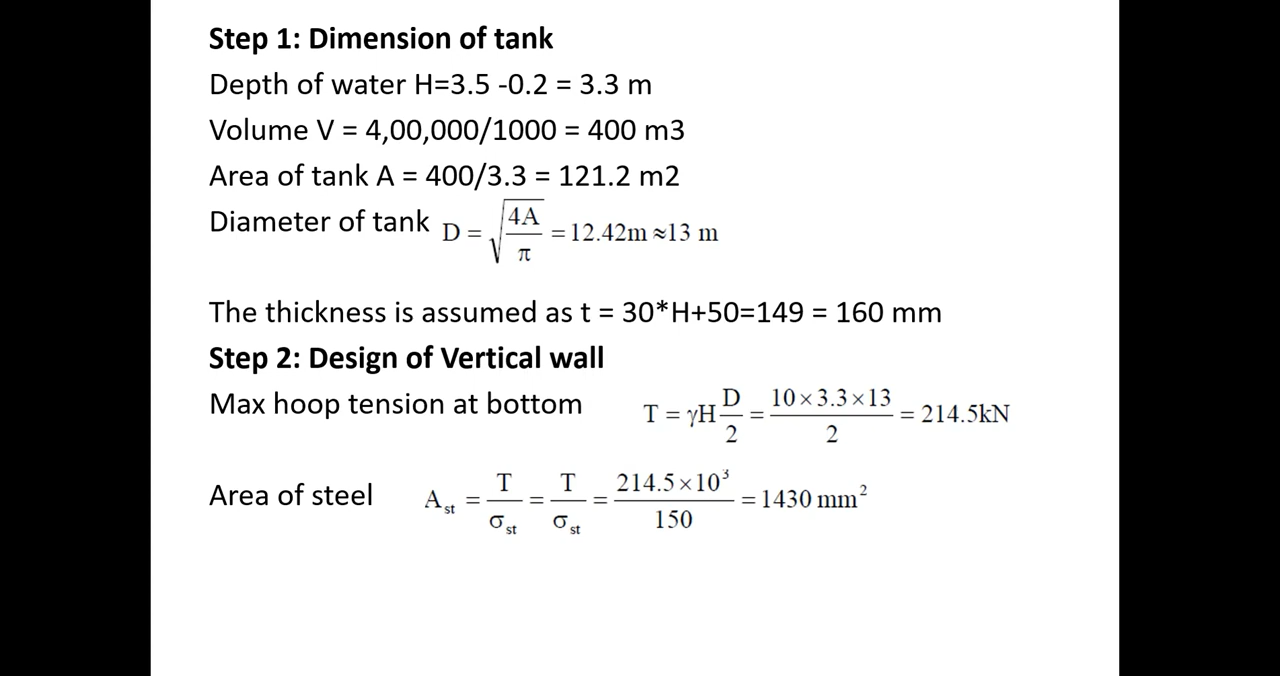 Step 1: Dimension of tank
Depth of water H=3.5 -0.2 = 3.3 m
Volume V = 4,00,000/1000 = 400 m3
Area of tank A = 400/3.3 = 121.2 m2
Diameter of tank D = √(4A/π) = 12.42m ≈13 m
The thickness is assumed as t = 30*H+50=149 = 160 mm
Step 2: Design of Vertical wall
Max hoop tension at bottom T = γH D/2 = 10×3.3×13/2 = 214.5kN
Area of steel A_st = T/σ_st = T/σ_st = 214.5×10³/150 = 1430 mm²